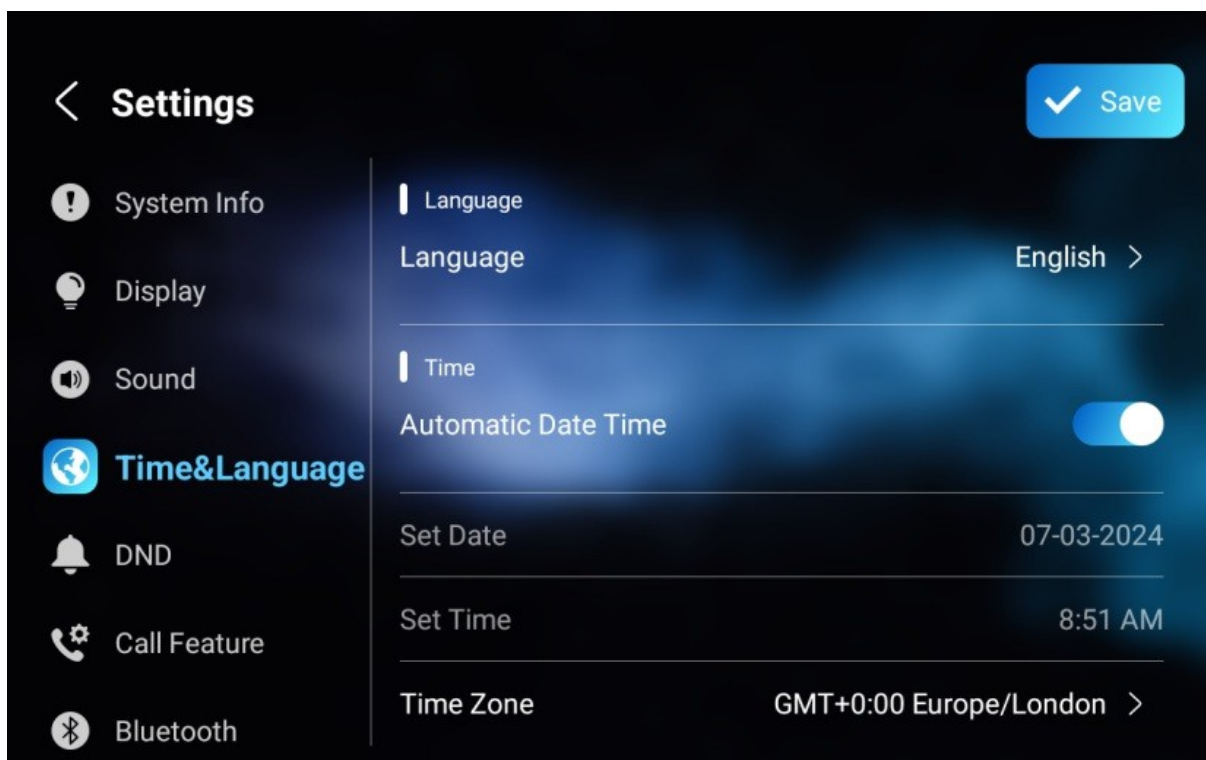 Settings
Save
System Info
Display
Sound
Time&Language
DND
Call Feature
Bluetooth
Language
Language English
Time
Automatic Date Time
Set Date 07-03-2024
Set Time 8:51 AM
Time Zone GMT+0:00 Europe/London